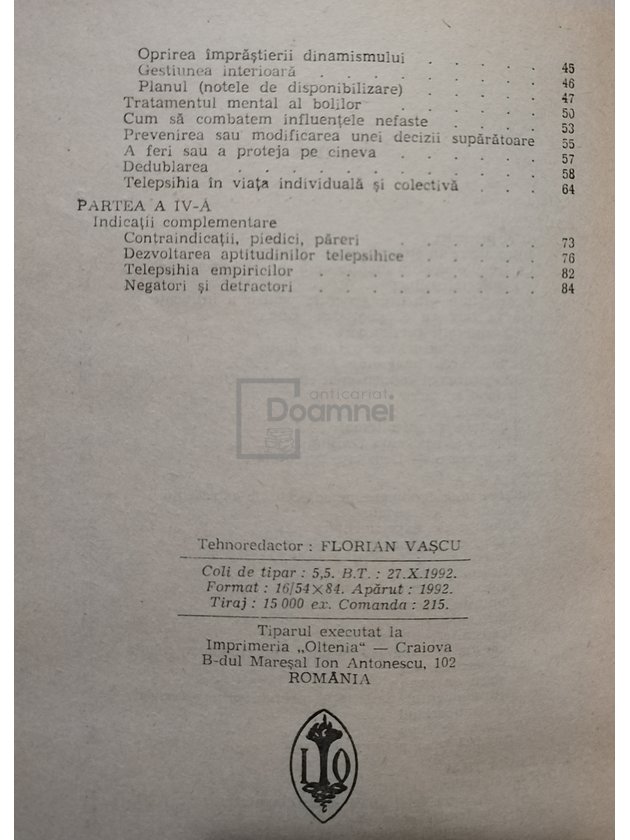 Oprirea împrăștierii dinamismului . . . . . 45
Gestiunea interioară . . . . . . . . 46
Planul (notele de disponibilizare) . . . . . 47
Tratamentul mental al bolilor . . . . . . 50
Cum să combatem influențele nefaste . . . . 53
Prevenirea sau modificarea unei decizii supărătoare 55
A feri sau a proteja pe cineva . . . . . . 57
Dedublarea . . . . . . . . . . . 58
Telepsihia în viața individuală și colectivă . . . 64
PARTEA A IV-A
Indicații complementare
Contraindicații, piedici, păreri . . . . . . 73
Dezvoltarea aptitudinilor telepsihice . . . . . 76
Telepsihia empiricilor . . . . . . . . 82
Negatori și detractori . . . . . . . . 84
anticariat
Doamnei
Tehnoredactor : FLORIAN VAȘCU
Coli de tipar : 5,5. B.T. : 27.X.1992.
Format : 16/54×84. Apărut : 1992.
Tiraj : 15 000 ex. Comanda : 215.
Tiparul executat la
Imprimeria „Oltenia“ — Craiova
B-dul Mareșal Ion Antonescu, 102
ROMÂNIA
I O